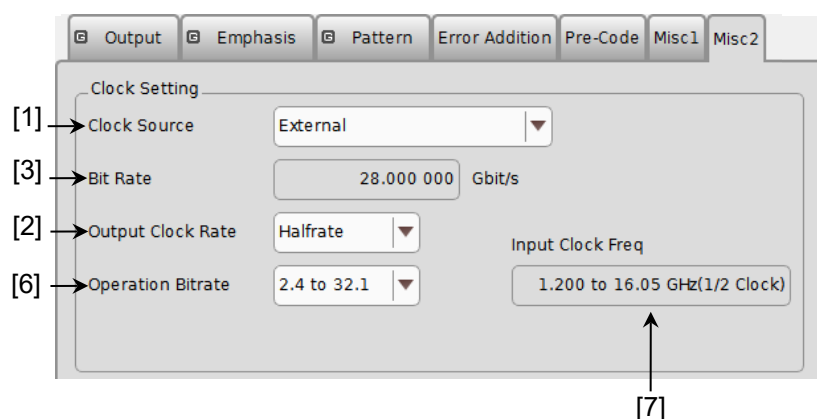 Output Emphasis Pattern Error Addition Pre-Code Misc1 Misc2
Clock Setting
[1] Clock Source External
[3] Bit Rate 28.000 000 Gbit/s
[2] Output Clock Rate Halfrate
Input Clock Freq
[6] Operation Bitrate 2.4 to 32.1 1.200 to 16.05 GHz(1/2 Clock)
[7]